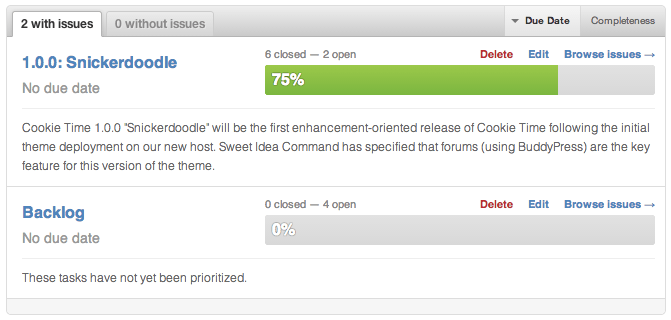 2 with issues 0 without issues Due Date Completeness
1.0.0: Snickerdoodle
No due date
6 closed — 2 open Delete Edit Browse issues →
75%
Cookie Time 1.0.0 "Snickerdoodle" will be the first enhancement-oriented release of Cookie Time following the initial
theme deployment on our new host. Sweet Idea Command has specified that forums (using BuddyPress) are the key
feature for this version of the theme.
Backlog
No due date
0 closed — 4 open Delete Edit Browse issues →
0%
These tasks have not yet been prioritized.